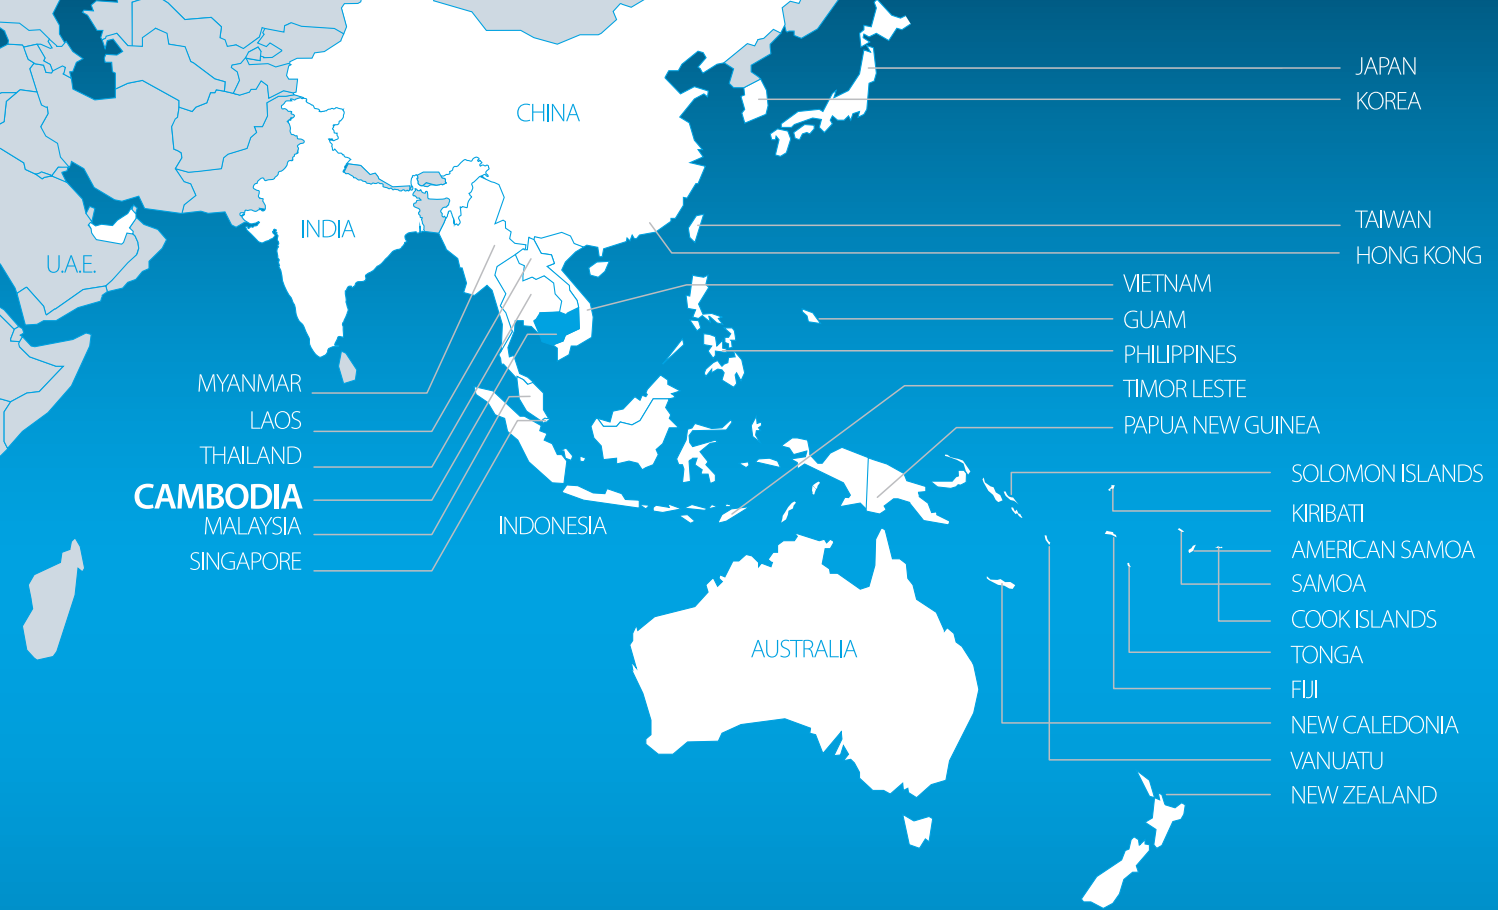 JAPAN
KOREA
CHINA
TAIWAN
HONG KONG
INDIA
U.A.E.
VIETNAM
GUAM
PHILIPPINES
TIMOR LESTE
PAPUA NEW GUINEA
MYANMAR
LAOS
THAILAND
CAMBODIA
MALAYSIA
SINGAPORE
INDONESIA
SOLOMON ISLANDS
KIRIBATI
AMERICAN SAMOA
SAMOA
COOK ISLANDS
TONGA
FIJI
NEW CALEDONIA
VANUATU
NEW ZEALAND
AUSTRALIA